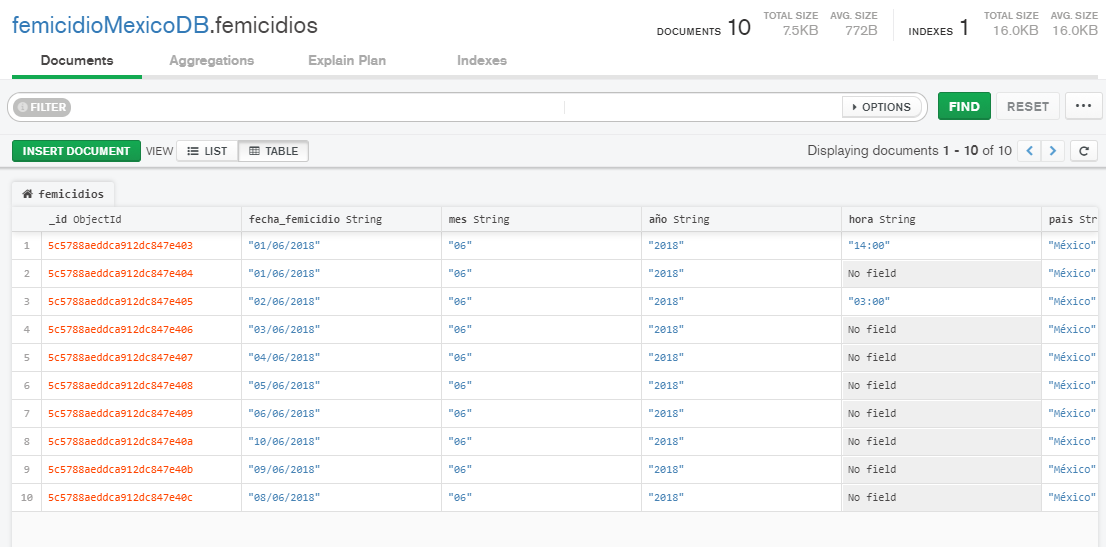 femicidioMexicoDB.femicidios
DOCUMENTS 10 TOTAL SIZE 7.5KB AVG. SIZE 772B INDEXES 1 TOTAL SIZE 16.0KB AVG. SIZE 16.0KB
Documents Aggregations Explain Plan Indexes
FILTER OPTIONS FIND RESET ...
INSERT DOCUMENT VIEW LIST TABLE Displaying documents 1 - 10 of 10
femicidios
_id ObjectId fecha_femicidio String mes String año String hora String pais Str
1 5c5788aeddca912dc847e403 "01/06/2018" "06" "2018" "14:00" "México"
2 5c5788aeddca912dc847e404 "01/06/2018" "06" "2018" No field "México"
3 5c5788aeddca912dc847e405 "02/06/2018" "06" "2018" "03:00" "México"
4 5c5788aeddca912dc847e406 "03/06/2018" "06" "2018" No field "México"
5 5c5788aeddca912dc847e407 "04/06/2018" "06" "2018" No field "México"
6 5c5788aeddca912dc847e408 "05/06/2018" "06" "2018" No field "México"
7 5c5788aeddca912dc847e409 "06/06/2018" "06" "2018" No field "México"
8 5c5788aeddca912dc847e40a "10/06/2018" "06" "2018" No field "México"
9 5c5788aeddca912dc847e40b "09/06/2018" "06" "2018" No field "México"
10 5c5788aeddca912dc847e40c "08/06/2018" "06" "2018" No field "México"